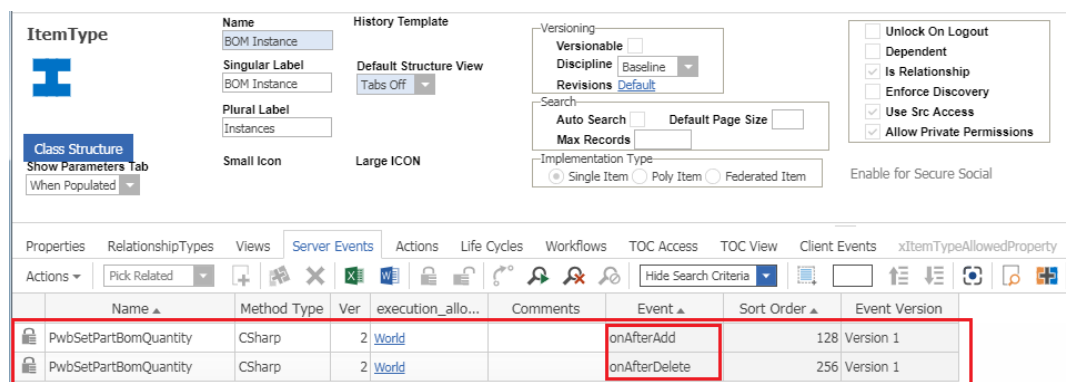 ItemType
Class Structure
Show Parameters Tab
When Populated
Name
BOM Instance
Singular Label
BOM Instance
Plural Label
Instances
Small Icon
History Template
Default Structure View
Tabs Off
Large ICON
Versioning
Versionable
Discipline Baseline
Revisions Default
Search
Auto Search Default Page Size
Max Records
Implementation Type
Single Item Poly Item Federated Item
Unlock On Logout
Dependent
Is Relationship
Enforce Discovery
Use Src Access
Allow Private Permissions
Enable for Secure Social
Properties RelationshipTypes Views Server Events Actions Life Cycles Workflows TOC Access TOC View Client Events xItemTypeAllowedProperty
Actions Pick Related Hide Search Criteria
Name Method Type Ver execution_allo... Comments Event Sort Order Event Version
PwbSetPartBomQuantity CSharp 2 World onAfterAdd 128 Version 1
PwbSetPartBomQuantity CSharp 2 World onAfterDelete 256 Version 1